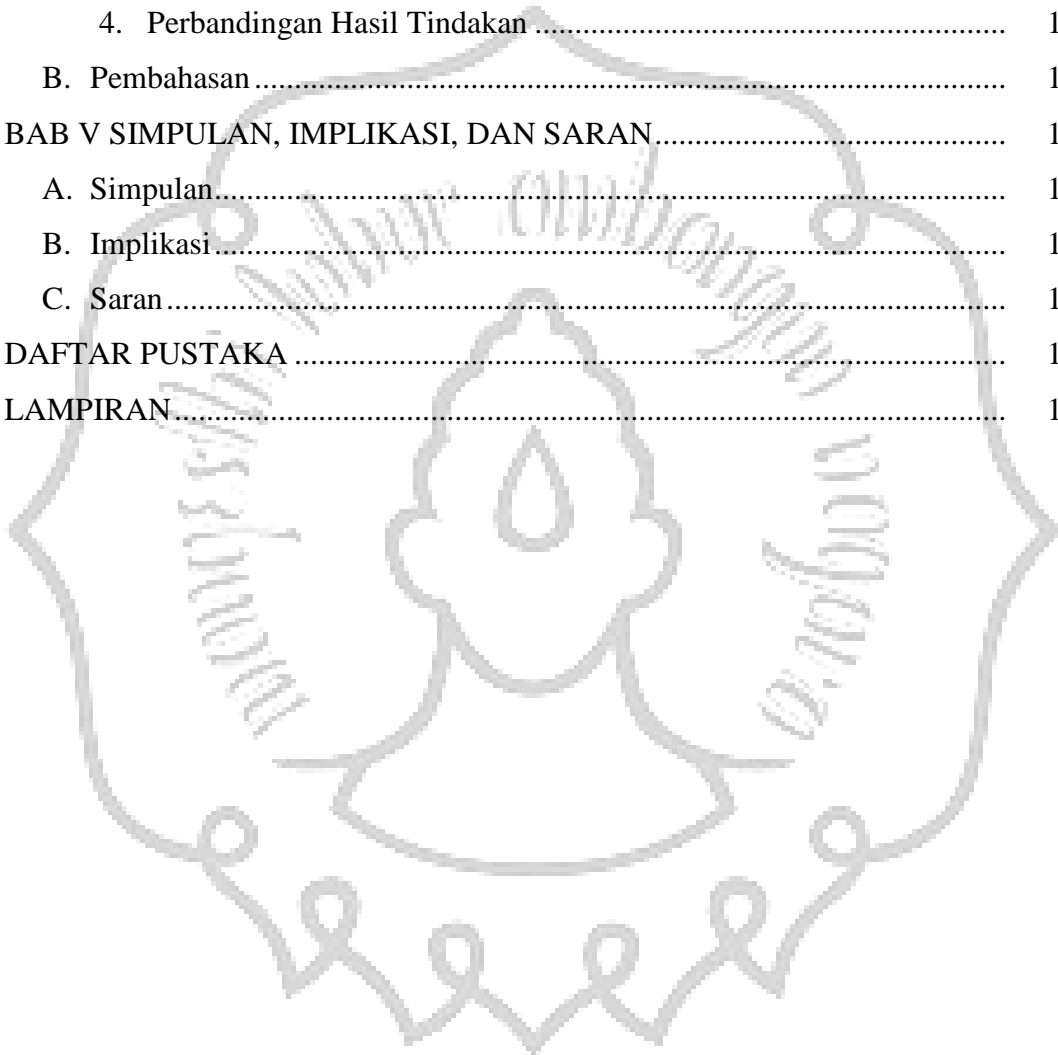 4. Perbandingan Hasil Tindakan ........................................................... 1
B. Pembahasan .............................................................................................. 1
BAB V SIMPULAN, IMPLIKASI, DAN SARAN ............................................ 1
A. Simpulan................................................................................................... 1
B. Implikasi................................................................................................... 1
C. Saran ......................................................................................................... 1
DAFTAR PUSTAKA ......................................................................................... 1
LAMPIRAN........................................................................................................ 1